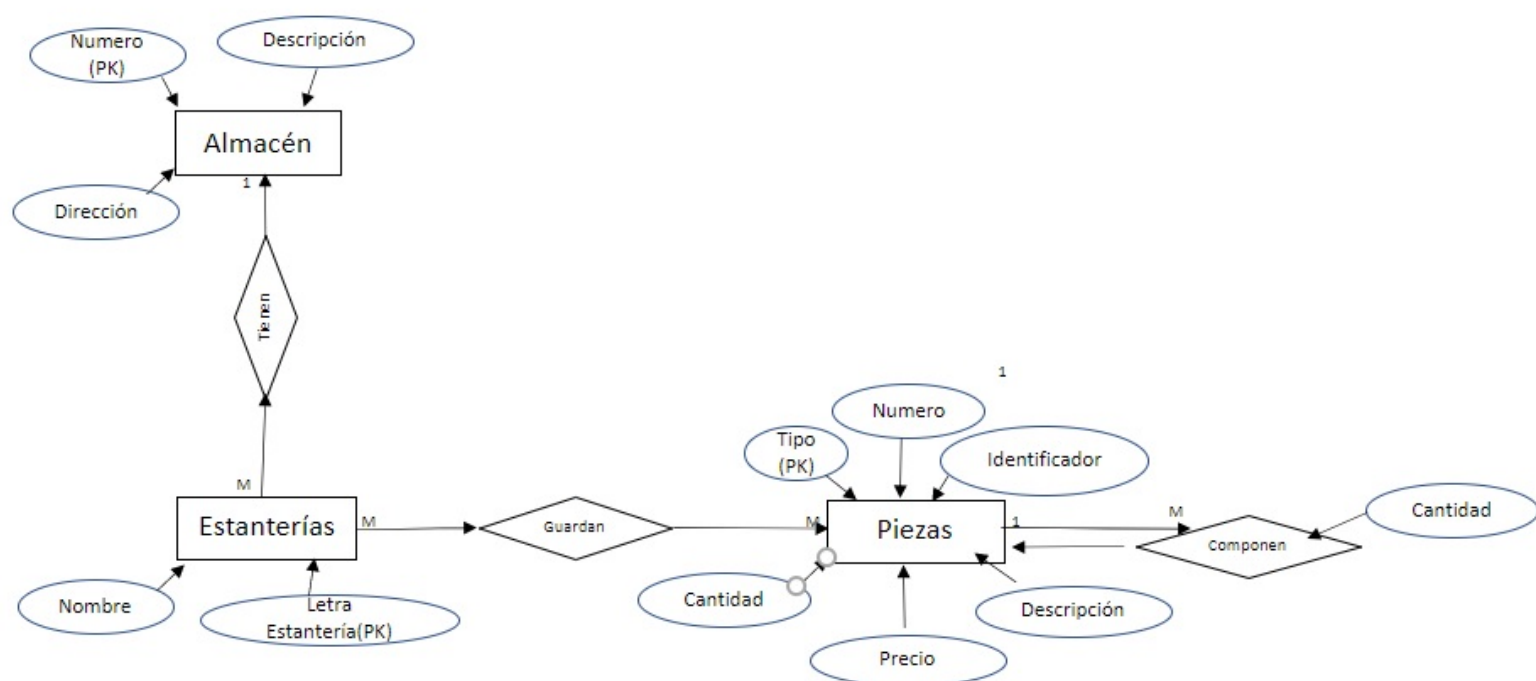 Numero
(PK)
Descripción
Almacén
Dirección
1
Tienen
M
Estanterías
M
Guardan
M
Nombre
Letra
Estantería(PK)
1
Numero
Tipo
(PK)
Identificador
Piezas
1
M
Componen
Cantidad
Cantidad
Descripción
Precio